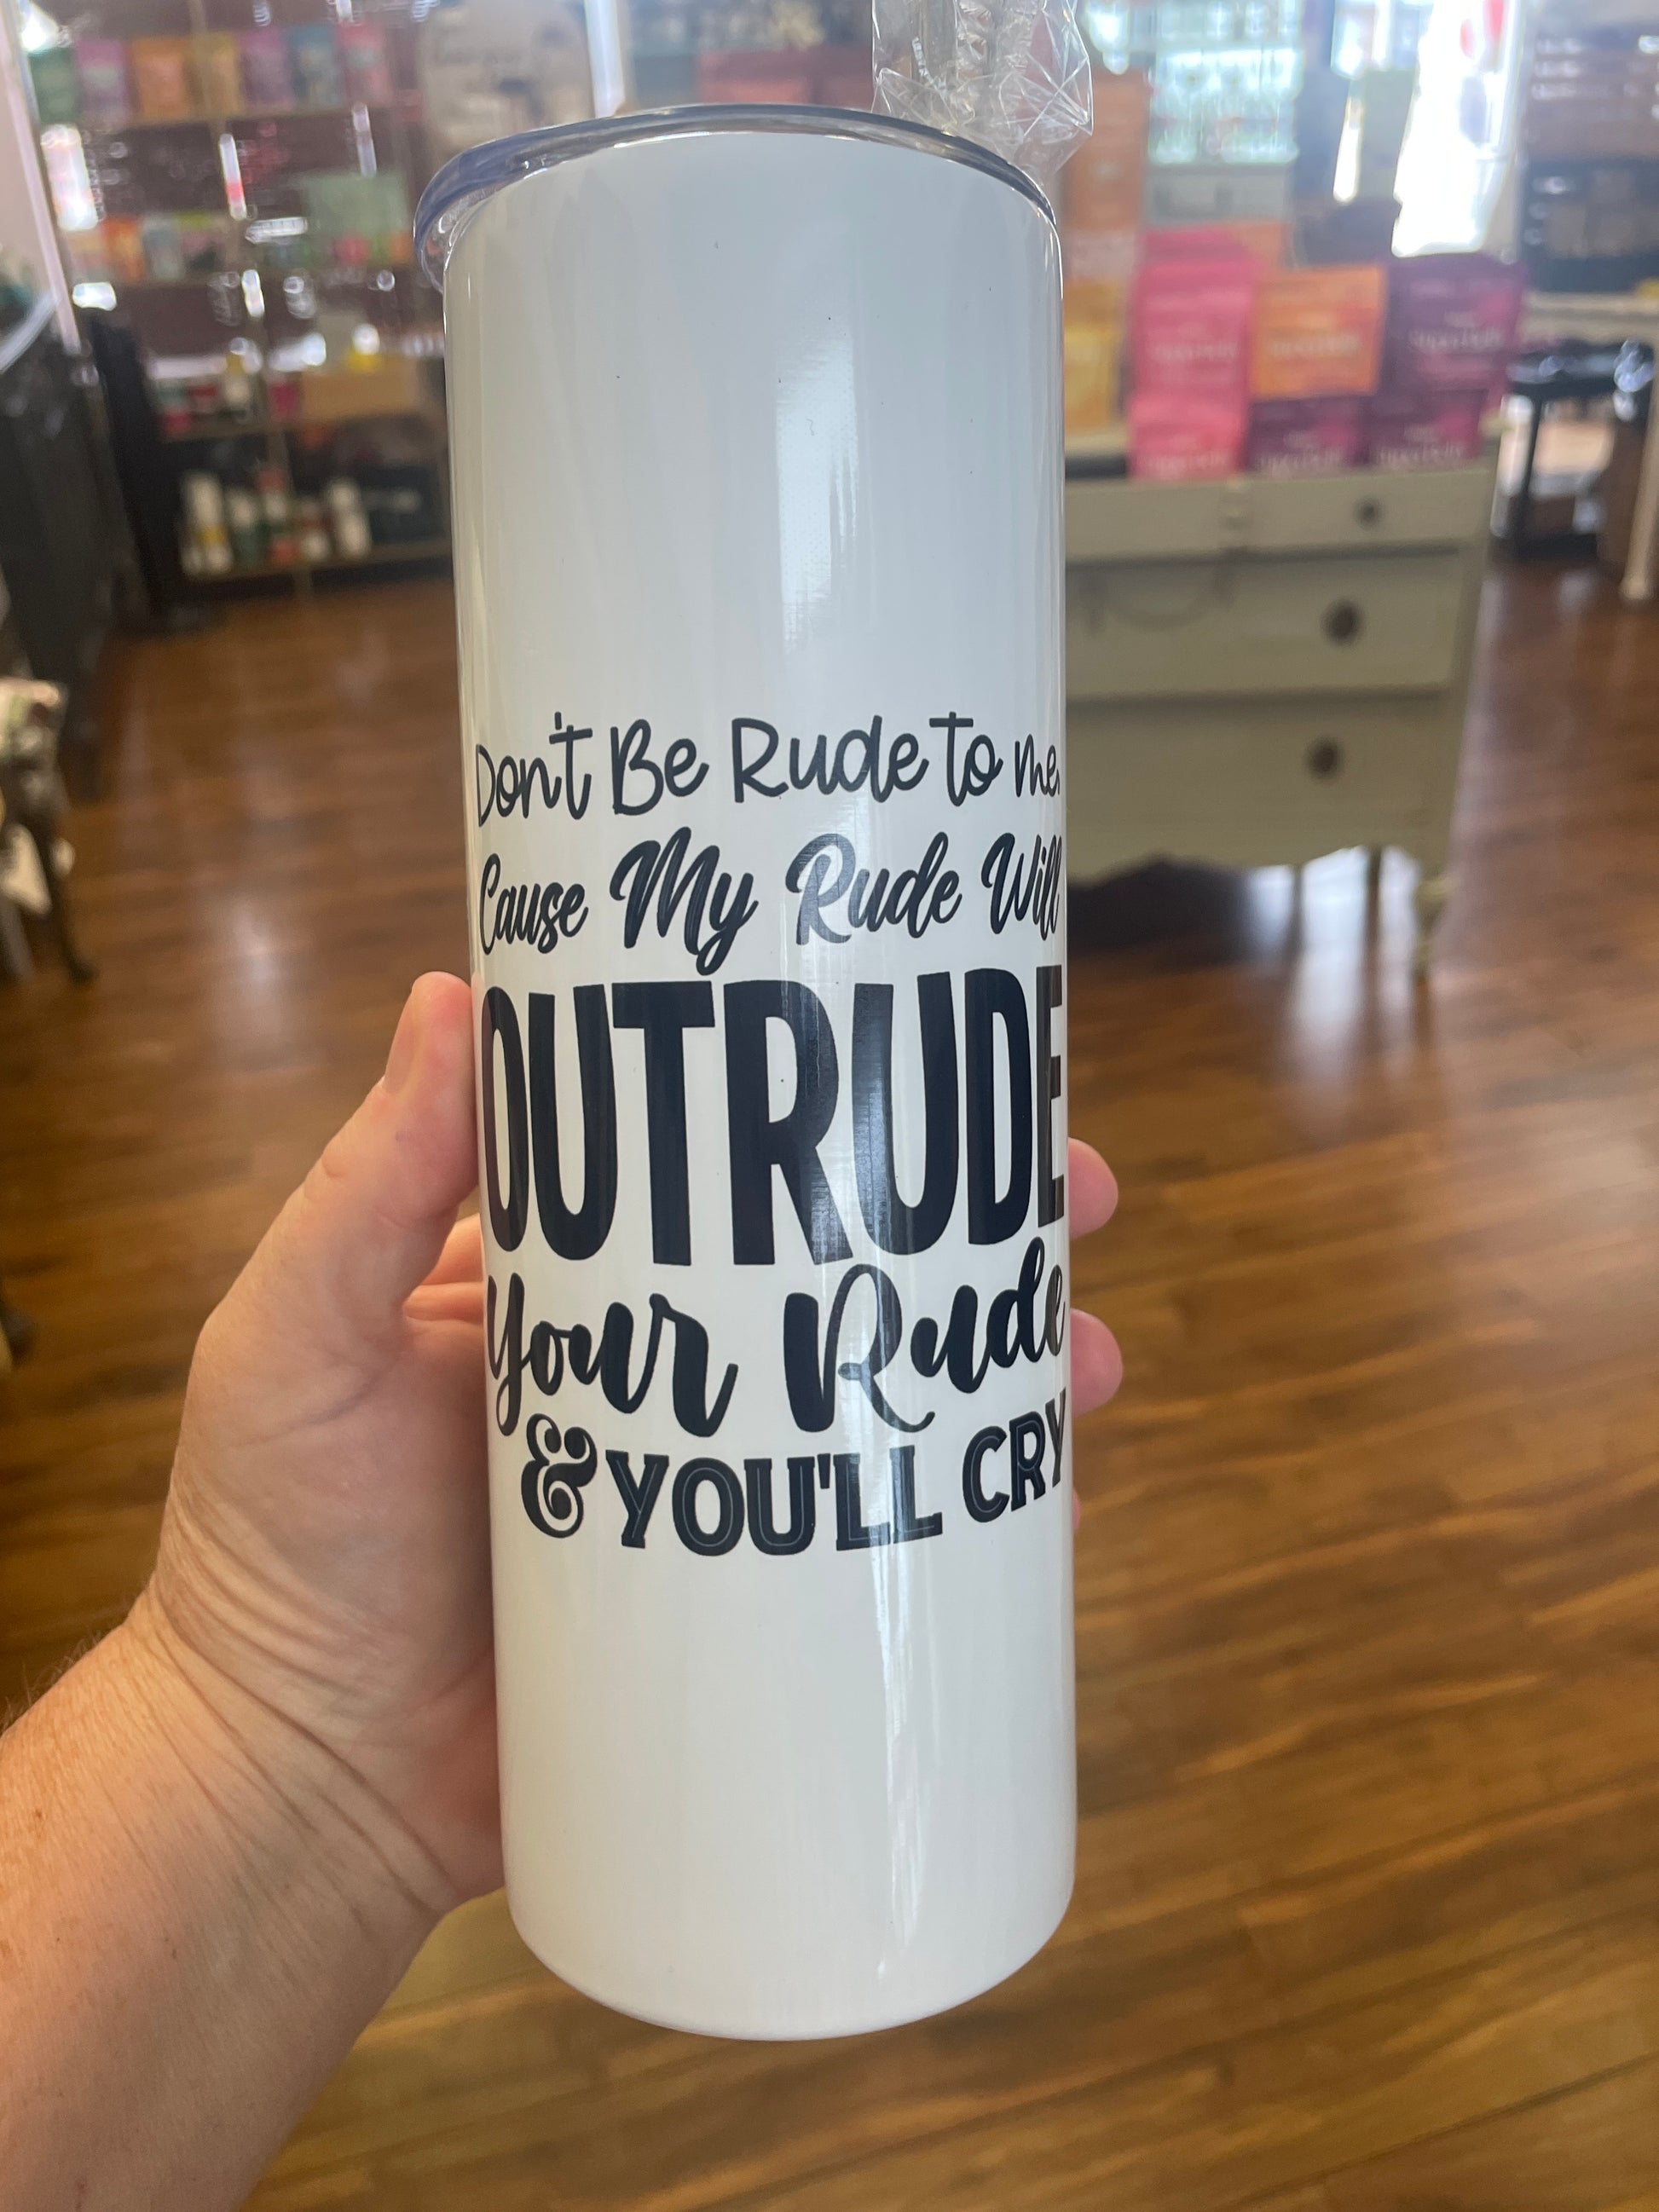 Don't Be Rude to me.
Cause My Rude Will
OUTRUDE
Your Rude
& YOU'LL CRY